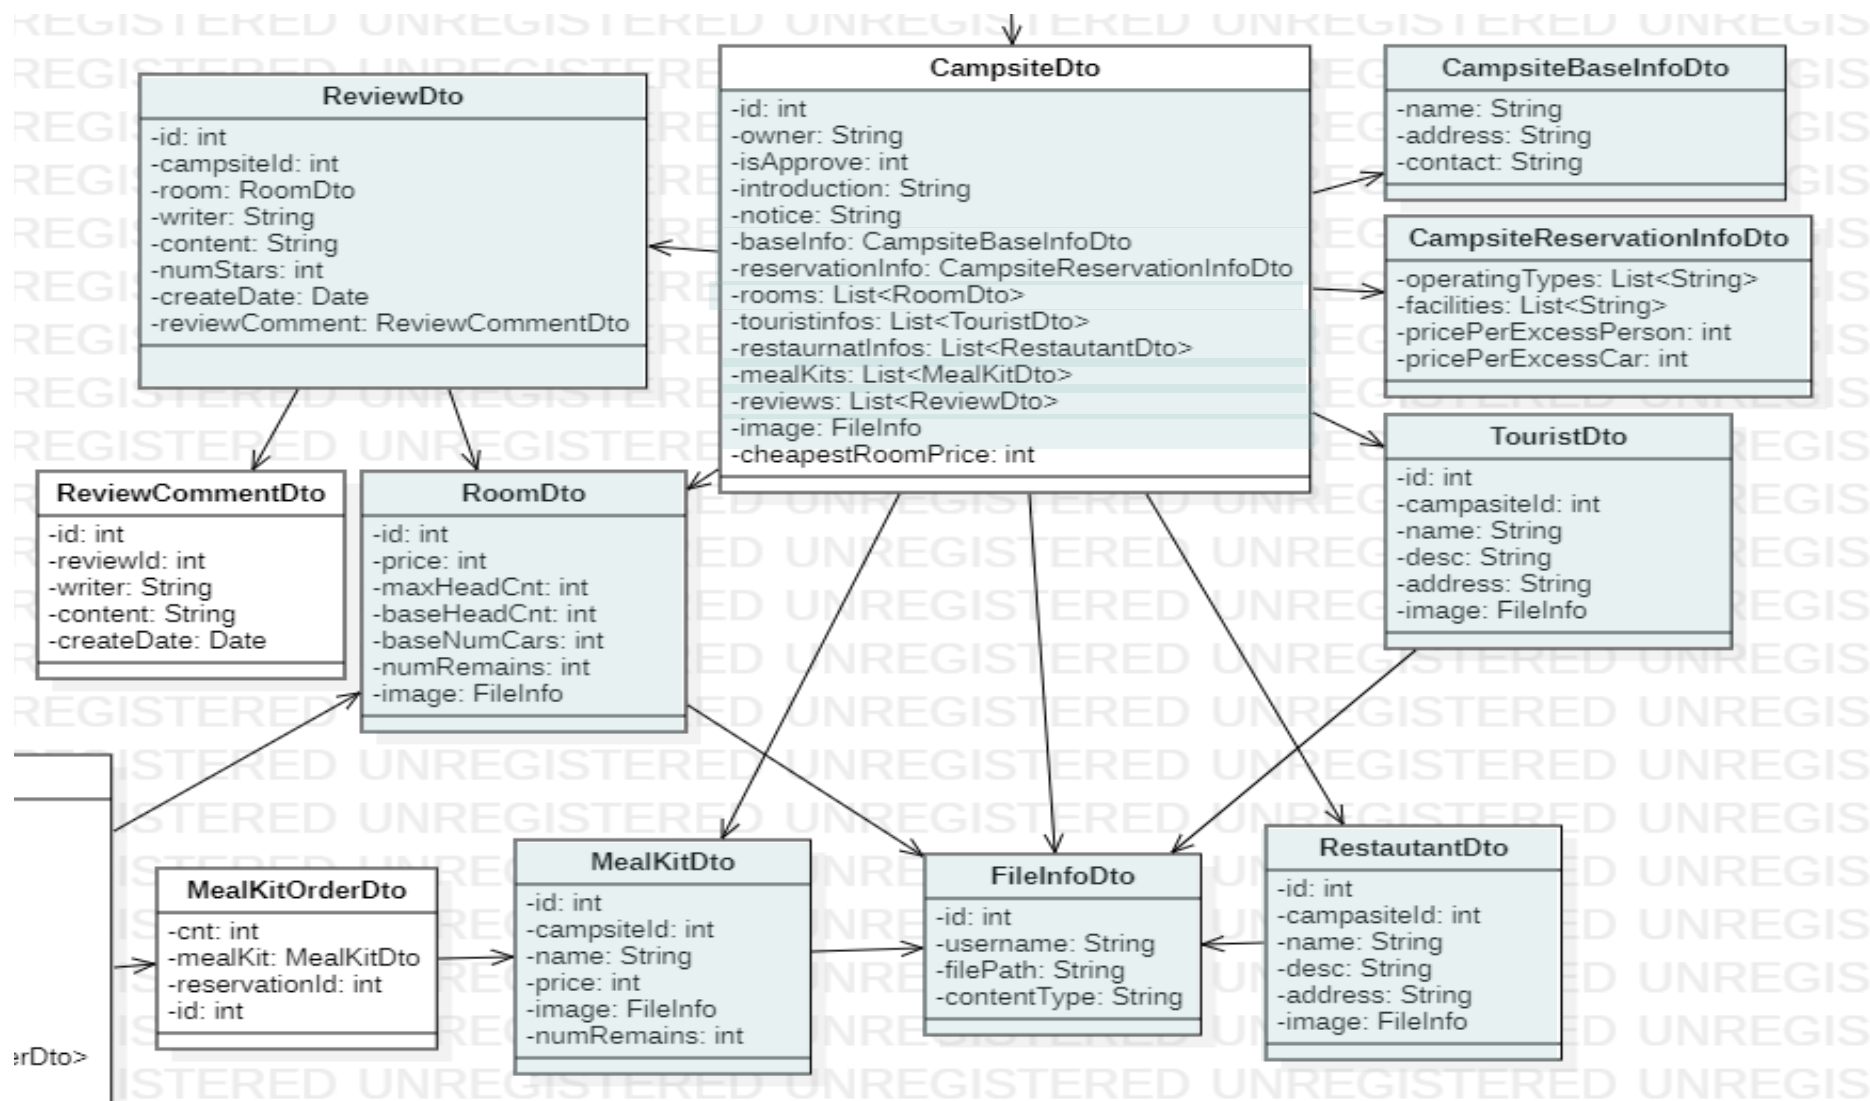 ReviewDto
-id: int
-campsiteId: int
-room: RoomDto
-writer: String
-content: String
-numStars: int
-createDate: Date
-reviewComment: ReviewCommentDto
CampsiteDto
-id: int
-owner: String
-isApprove: int
-introduction: String
-notice: String
-baseInfo: CampsiteBaseInfoDto
-reservationInfo: CampsiteReservationInfoDto
-rooms: List<RoomDto>
-touristinfos: List<TouristDto>
-restaurnatInfos: List<RestautantDto>
-mealKits: List<MealKitDto>
-reviews: List<ReviewDto>
-image: FileInfo
-cheapestRoomPrice: int
CampsiteBaseInfoDto
-name: String
-address: String
-contact: String
CampsiteReservationInfoDto
-operatingTypes: List<String>
-facilities: List<String>
-pricePerExcessPerson: int
-pricePerExcessCar: int
TouristDto
-id: int
-campasiteId: int
-name: String
-desc: String
-address: String
-image: FileInfo
ReviewCommentDto
-id: int
-reviewId: int
-writer: String
-content: String
-createDate: Date
RoomDto
-id: int
-price: int
-maxHeadCnt: int
-baseHeadCnt: int
-baseNumCars: int
-numRemains: int
-image: FileInfo
erDto>
MealKitOrderDto
-cnt: int
-mealKit: MealKitDto
-reservationId: int
-id: int
MealKitDto
-id: int
-campsiteId: int
-name: String
-price: int
-image: FileInfo
-numRemains: int
FileInfoDto
-id: int
-username: String
-filePath: String
-contentType: String
RestautantDto
-id: int
-campasiteId: int
-name: String
-desc: String
-address: String
-image: FileInfo
UNREGISTERED